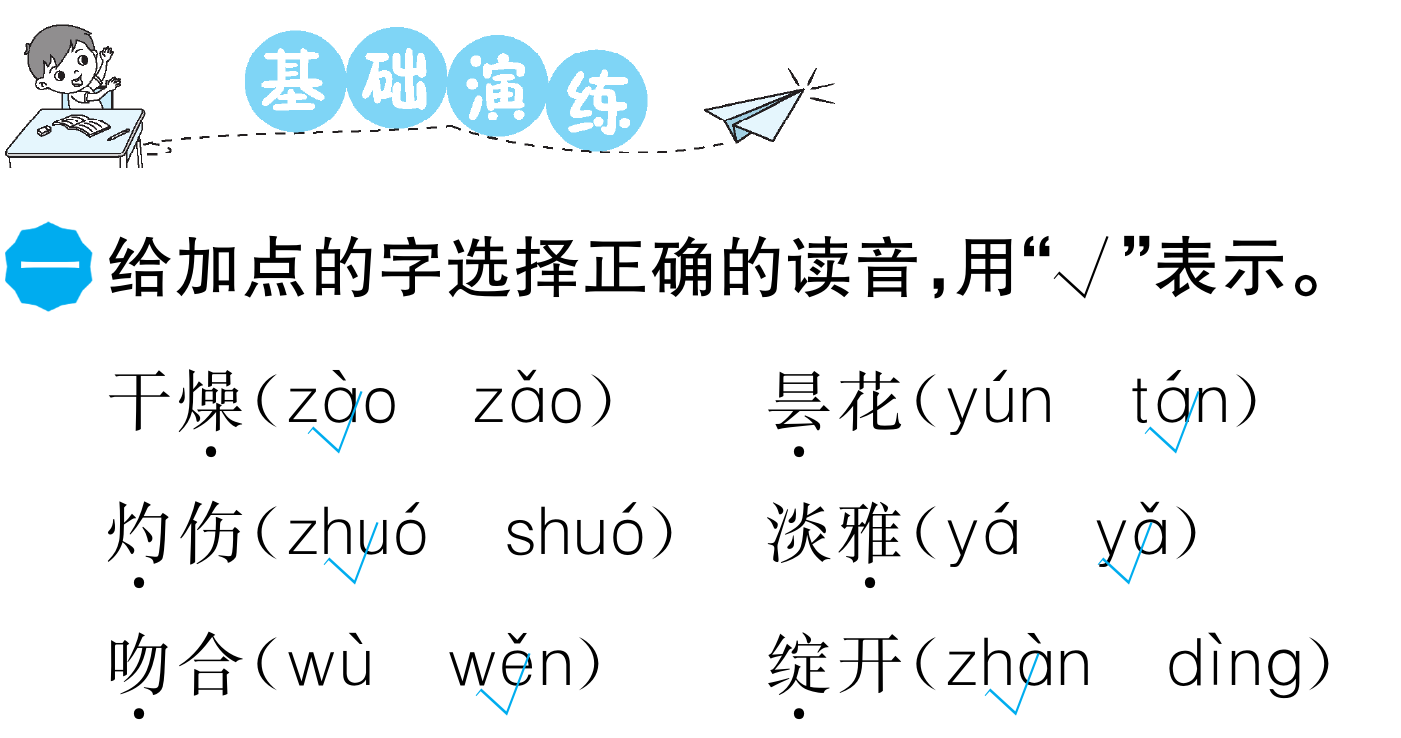 基础演练
一 给加点的字选择正确的读音,用“√”表示。
干燥(zào√ zǎo) 昙花(yún tán√)
灼伤(zhuó√ shuó) 淡雅(yá yǎ√)
吻合(wù wěn√) 绽开(zhàn√ dìng)